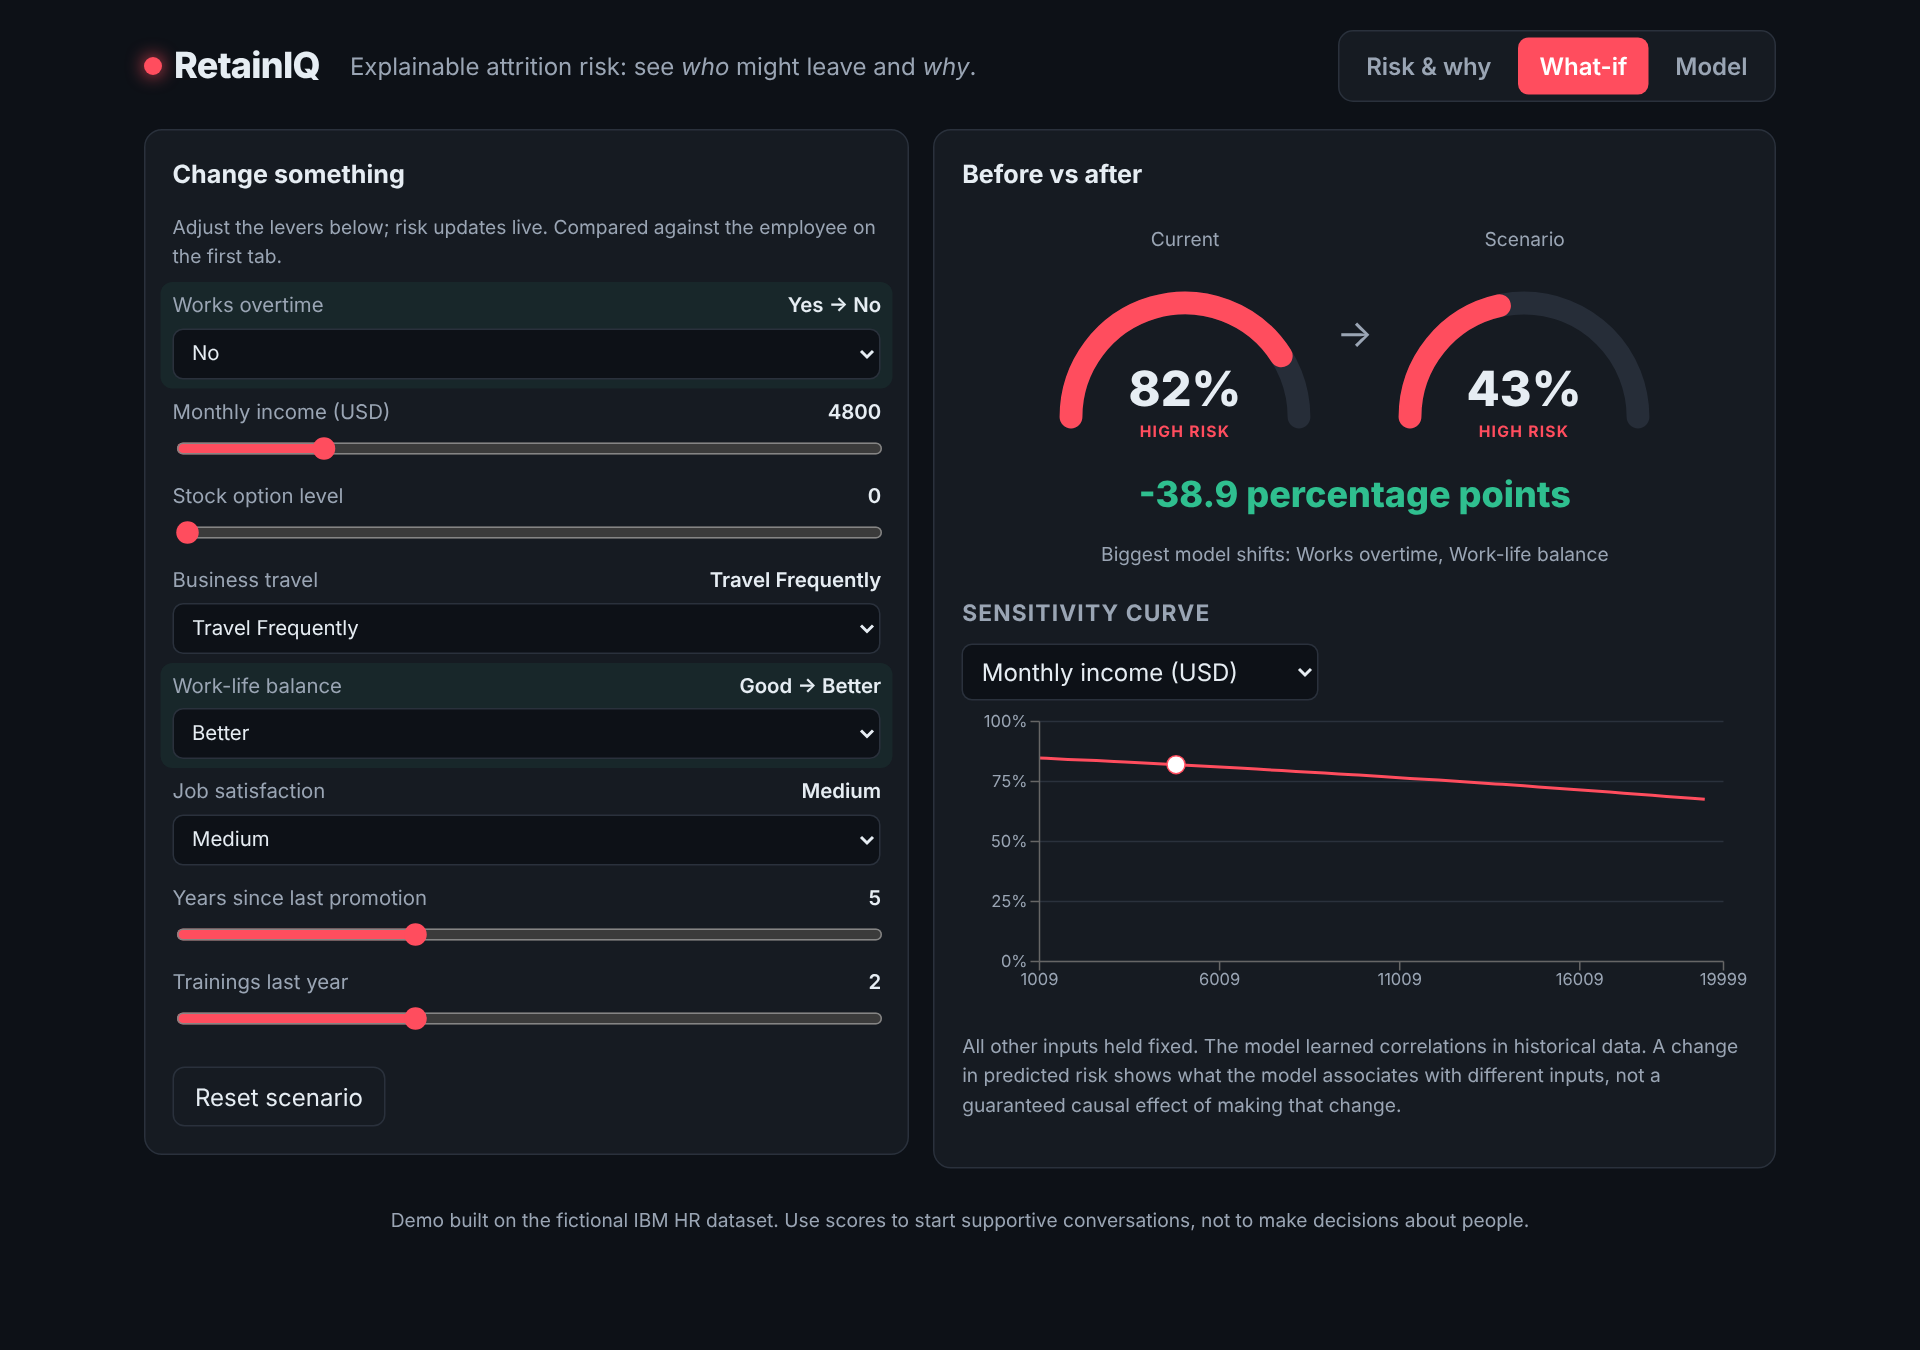 RetainIQ
Explainable attrition risk: see who might leave and why.
Risk & why
What-if
Model
Change something
Adjust the levers below; risk updates live. Compared against the employee on
the first tab.
Works overtime
Yes → No
No
Monthly income (USD)
4800
Stock option level
0
Business travel
Travel Frequently
Travel Frequently
Work-life balance
Good → Better
Better
Job satisfaction
Medium
Medium
Years since last promotion
5
Trainings last year
2
Reset scenario
Before vs after
Current
Scenario
82%
HIGH RISK
→
43%
HIGH RISK
-38.9 percentage points
Biggest model shifts: Works overtime, Work-life balance
SENSITIVITY CURVE
Monthly income (USD)
100%
75%
50%
25%
0%
1009
6009
11009
16009
19999
All other inputs held fixed. The model learned correlations in historical data. A change
in predicted risk shows what the model associates with different inputs, not a
guaranteed causal effect of making that change.
Demo built on the fictional IBM HR dataset. Use scores to start supportive conversations, not to make decisions about people.